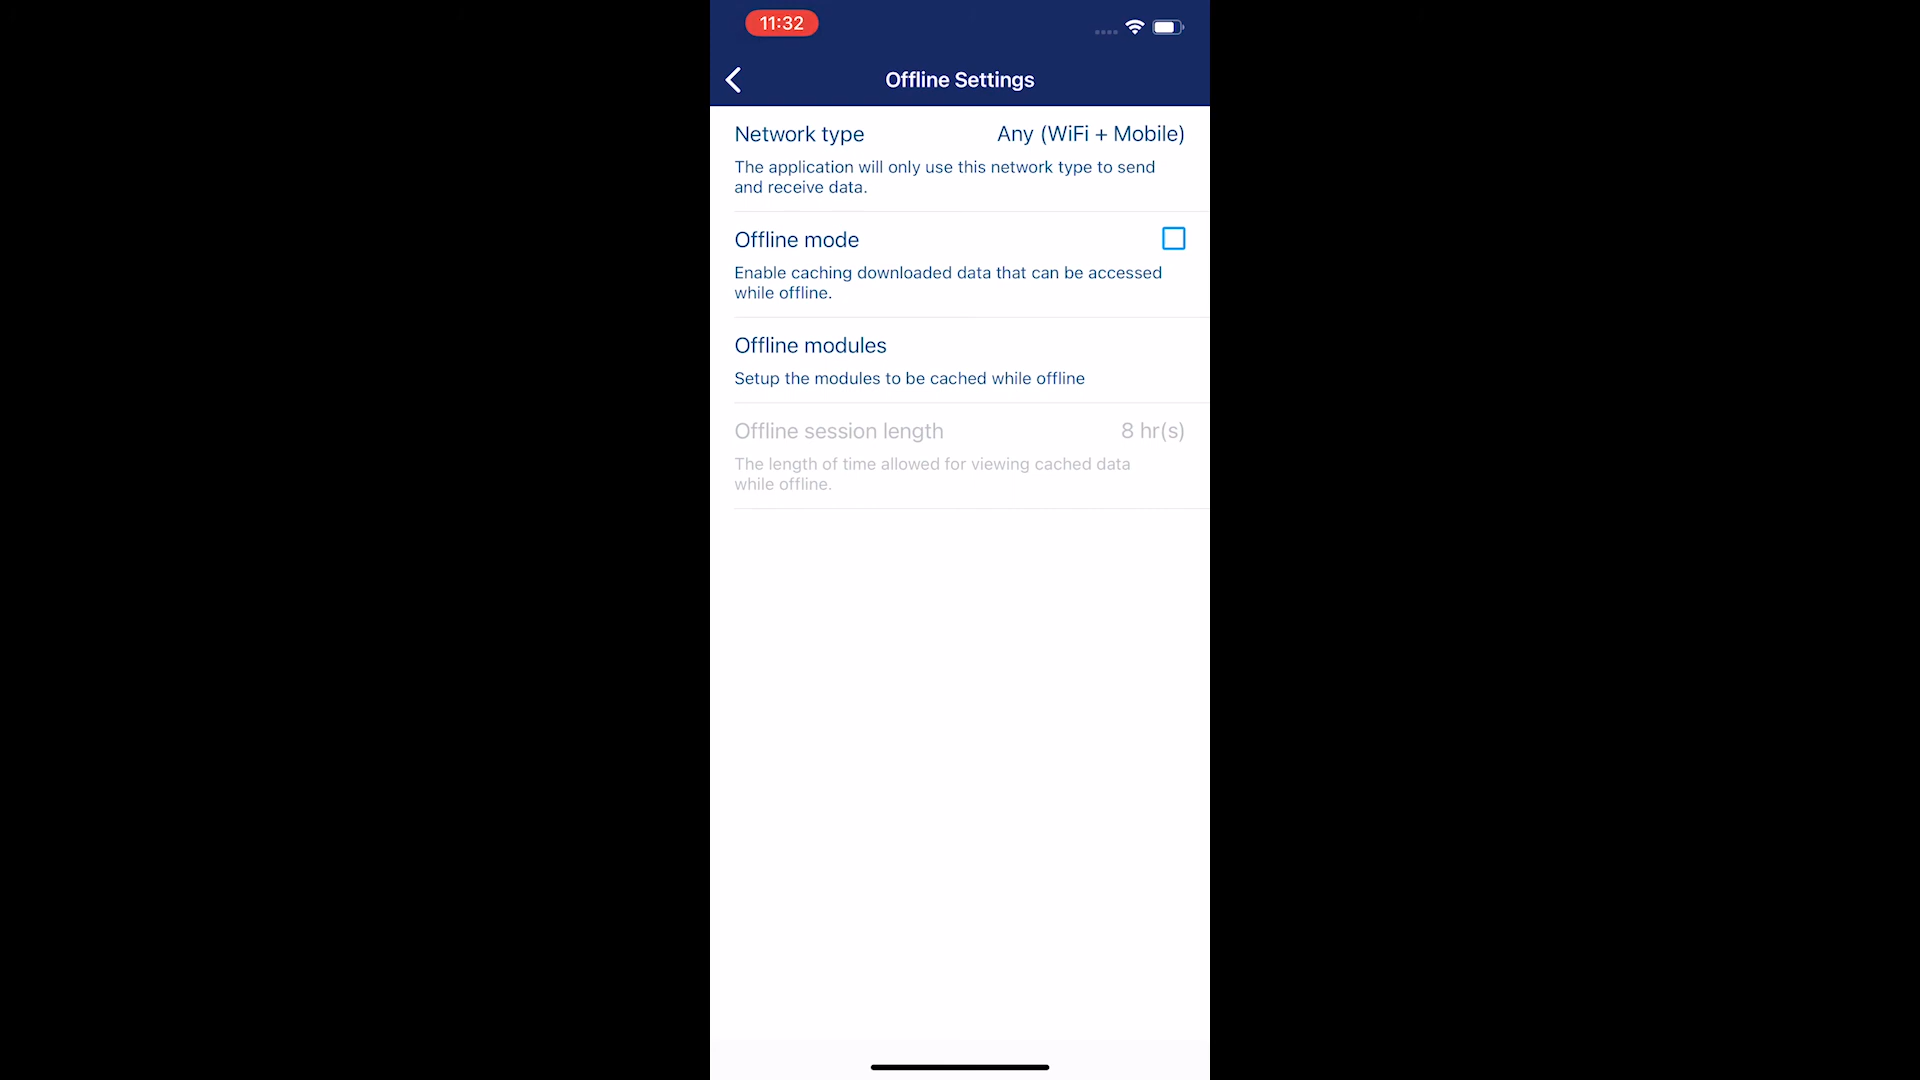 11:32
Offline Settings
Network type
Any (WiFi + Mobile)
The application will only use this network type to send
and receive data.
Offline mode
Enable caching downloaded data that can be accessed
while offline.
Offline modules
Setup the modules to be cached while offline
Offline session length
8 hr(s)
The length of time allowed for viewing cached data
while offline.